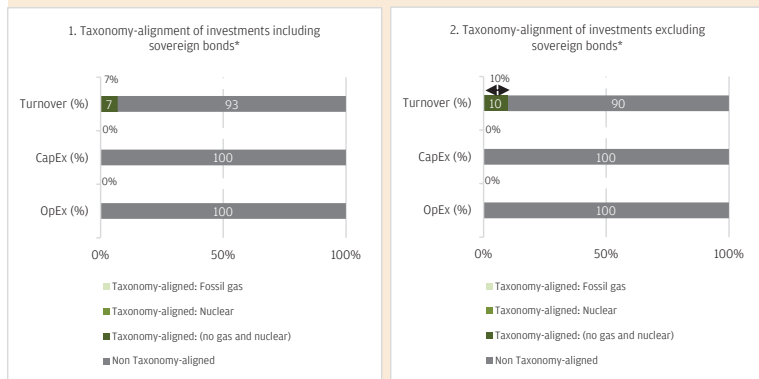 1. Taxonomy-alignment of investments including
sovereign bonds*
7%
Turnover (%)
7
93
0%
CapEx (%)
100
0%
OpEx (%)
100
0%
50%
100%
Taxonomy-aligned: Fossil gas
Taxonomy-aligned: Nuclear
Taxonomy-aligned: (no gas and nuclear)
Non Taxonomy-aligned
2. Taxonomy-alignment of investments excluding
sovereign bonds*
10%
Turnover (%)
10
90
0%
CapEx (%)
100
0%
OpEx (%)
100
0%
50%
100%
Taxonomy-aligned: Fossil gas
Taxonomy-aligned: Nuclear
Taxonomy-aligned: (no gas and nuclear)
Non Taxonomy-aligned